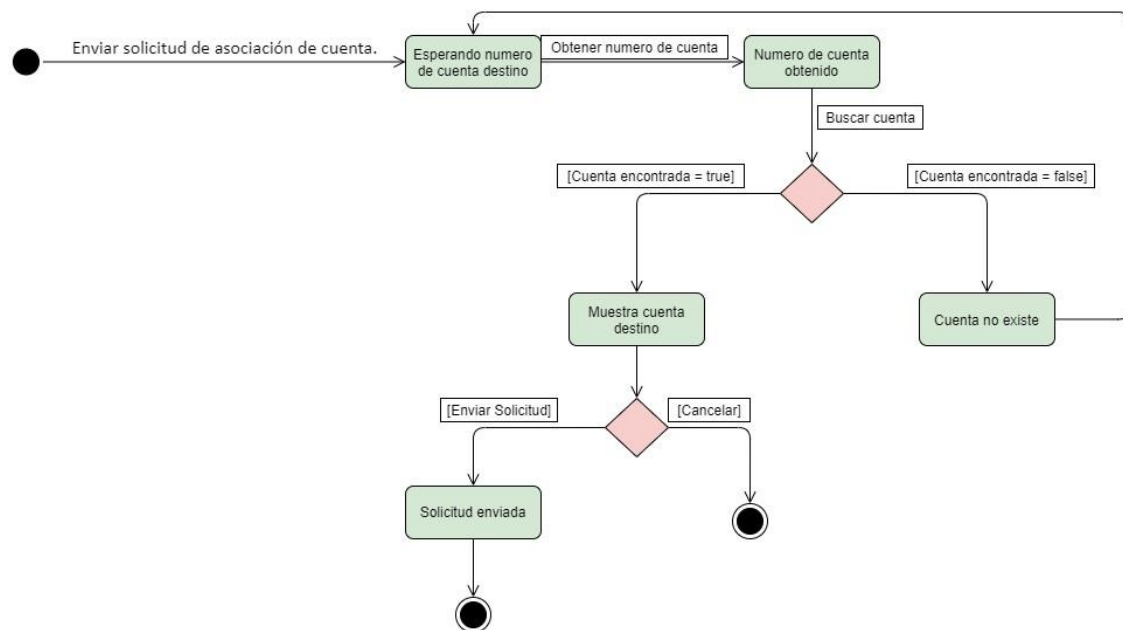 Enviar solicitud de asociación de cuenta.
Esperando numero
de cuenta destino
Obtener numero de cuenta
Numero de cuenta
obtenido
Buscar cuenta
[Cuenta encontrada = true]
[Cuenta encontrada = false]
Muestra cuenta
destino
Cuenta no existe
[Enviar Solicitud]
[Cancelar]
Solicitud enviada